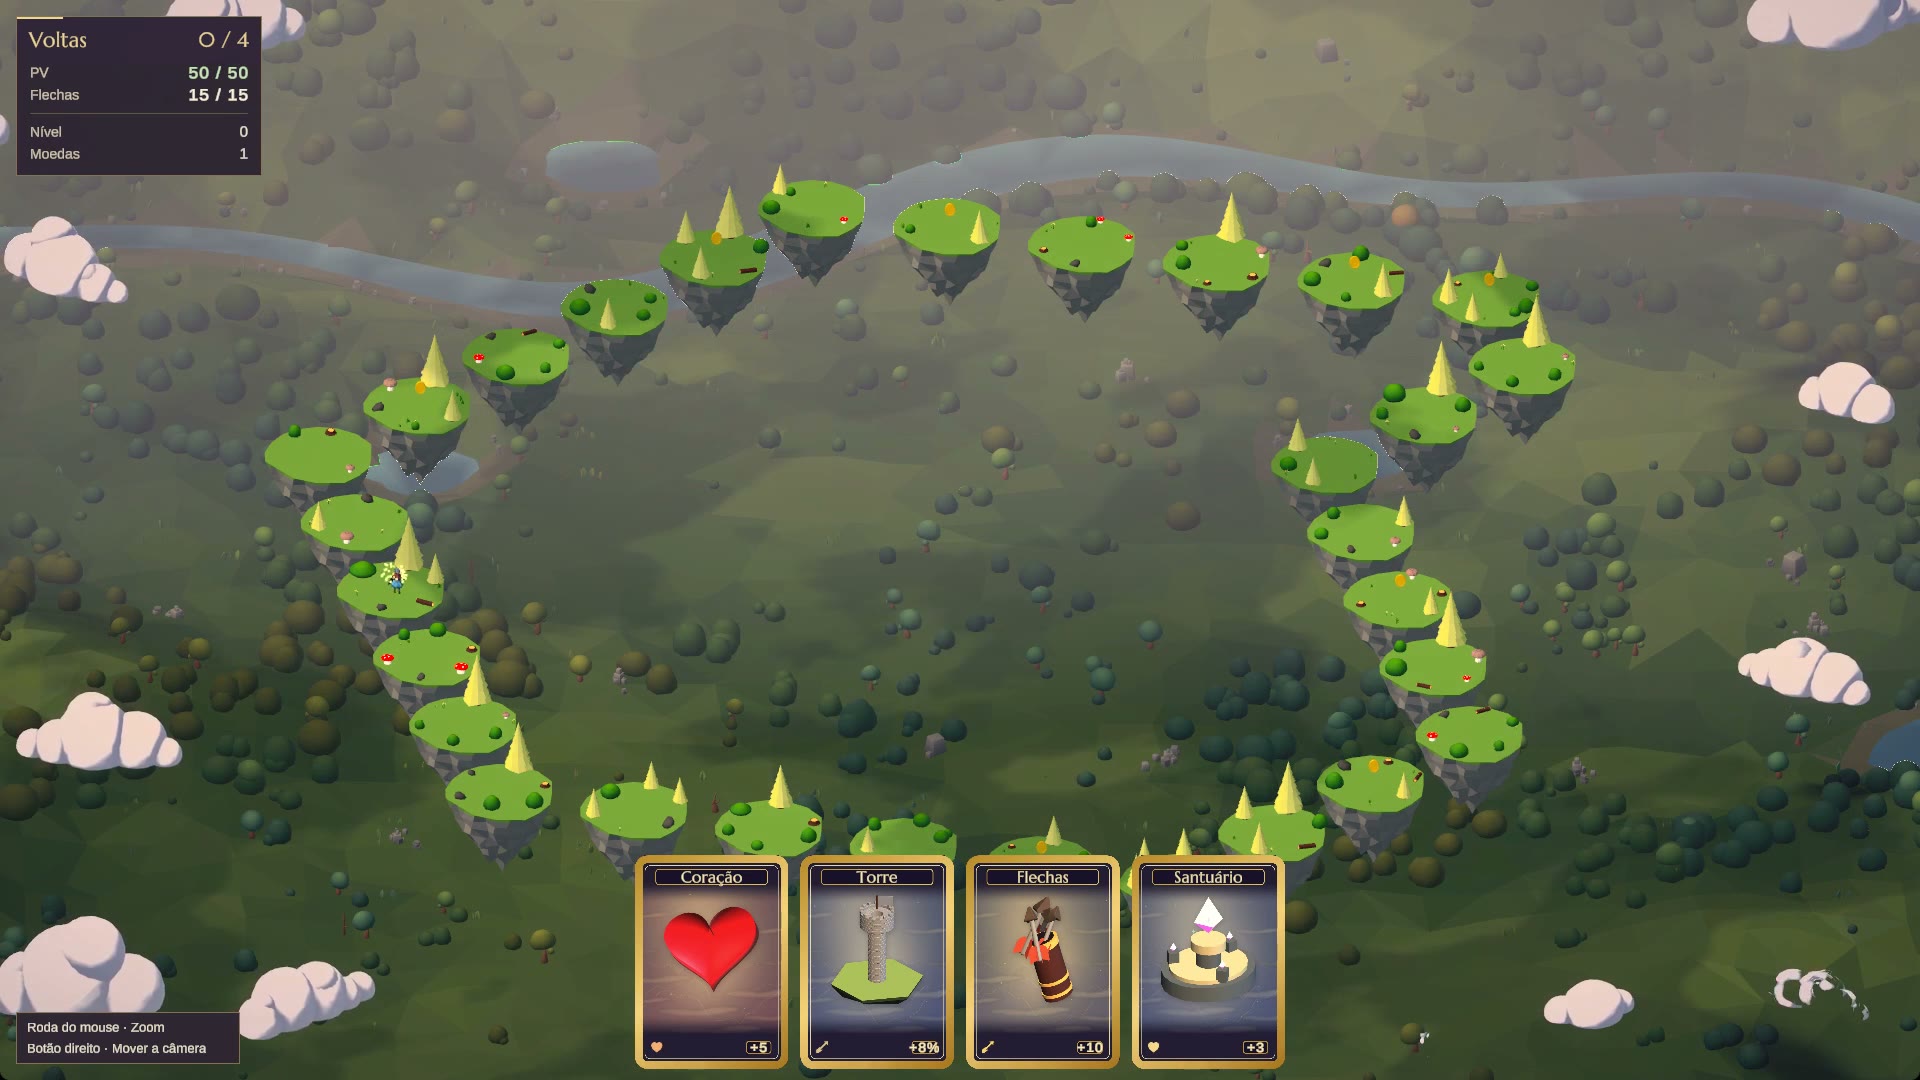 Voltas 0 / 4
PV 50 / 50
Flechas 15 / 15
Nível 0
Moedas 1
Coração
+5
Torre
+8%
Flechas
+10
Santuário
+3
Roda do mouse · Zoom
Botão direito · Mover a câmera